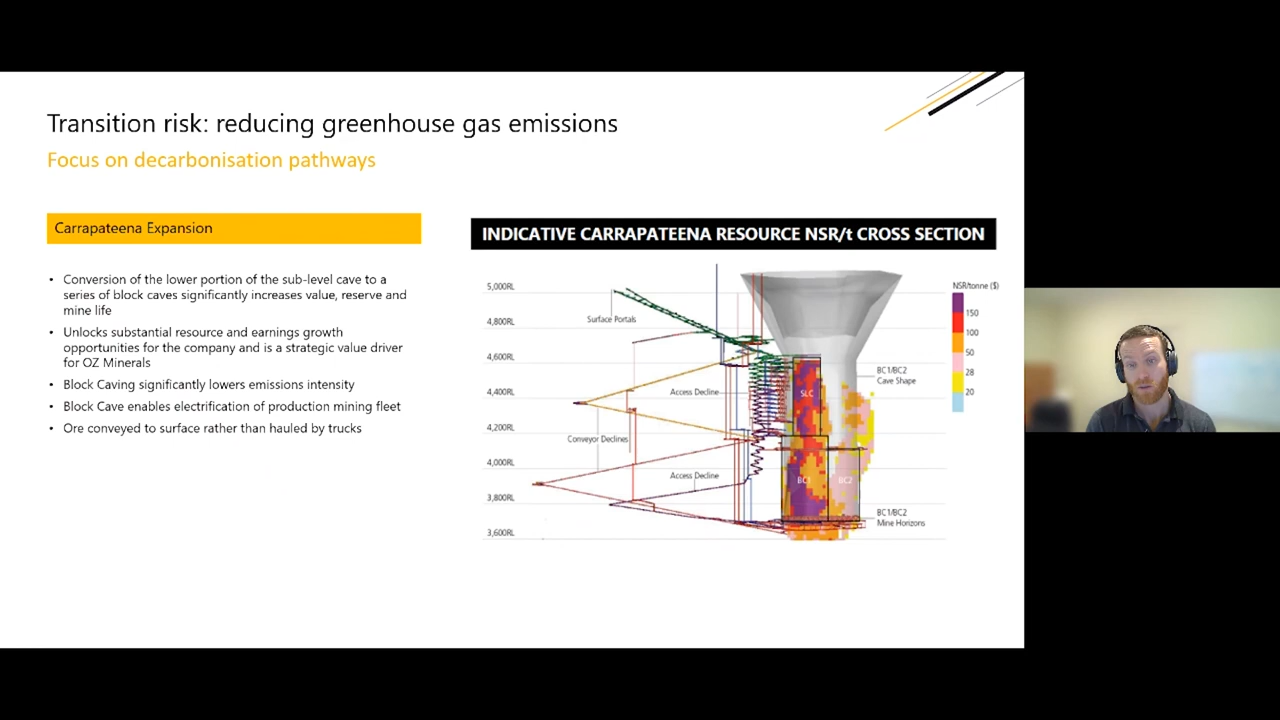 Transition risk: reducing greenhouse gas emissions
Focus on decarbonisation pathways
Carrapateena Expansion
• Conversion of the lower portion of the sub-level cave to a
series of block caves significantly increases value, reserve and
mine life
• Unlocks substantial resource and earnings growth
opportunities for the company and is a strategic value driver
for OZ Minerals
• Block Caving significantly lowers emissions intensity
• Block Cave enables electrification of production mining fleet
• Ore conveyed to surface rather than hauled by trucks
INDICATIVE CARRAPATEENA RESOURCE NSR/t CROSS SECTION
5,000RL
4,800RL
4,600RL
4,400RL
4,200RL
4,000RL
3,800RL
3,600RL
Surface Portals
Access Decline
Conveyor Declines
Access Decline
SLC
BC1
BC2
BC1/BC2
Cave Shape
BC1/BC2
Mine Horizons
NSR/tonne ($)
150
100
50
28
20